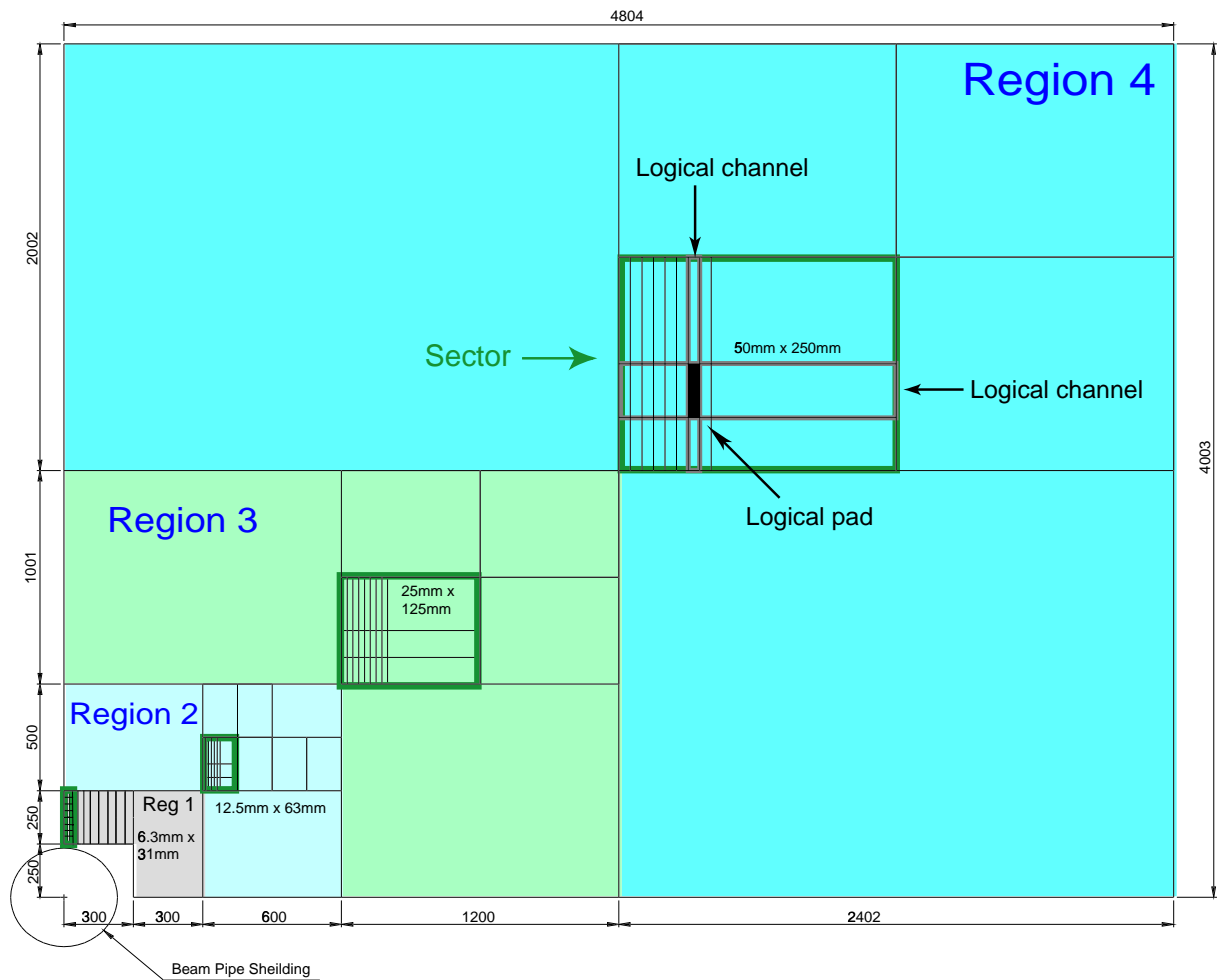 4804
Region 4
Logical channel
2002
Sector
50mm x 250mm
Logical channel
4003
Logical pad
Region 3
1001
25mm x
125mm
Region 2
500
Reg 1
12.5mm x 63mm
250
6.3mm x
31mm
250
300
300
600
1200
2402
Beam Pipe Sheilding